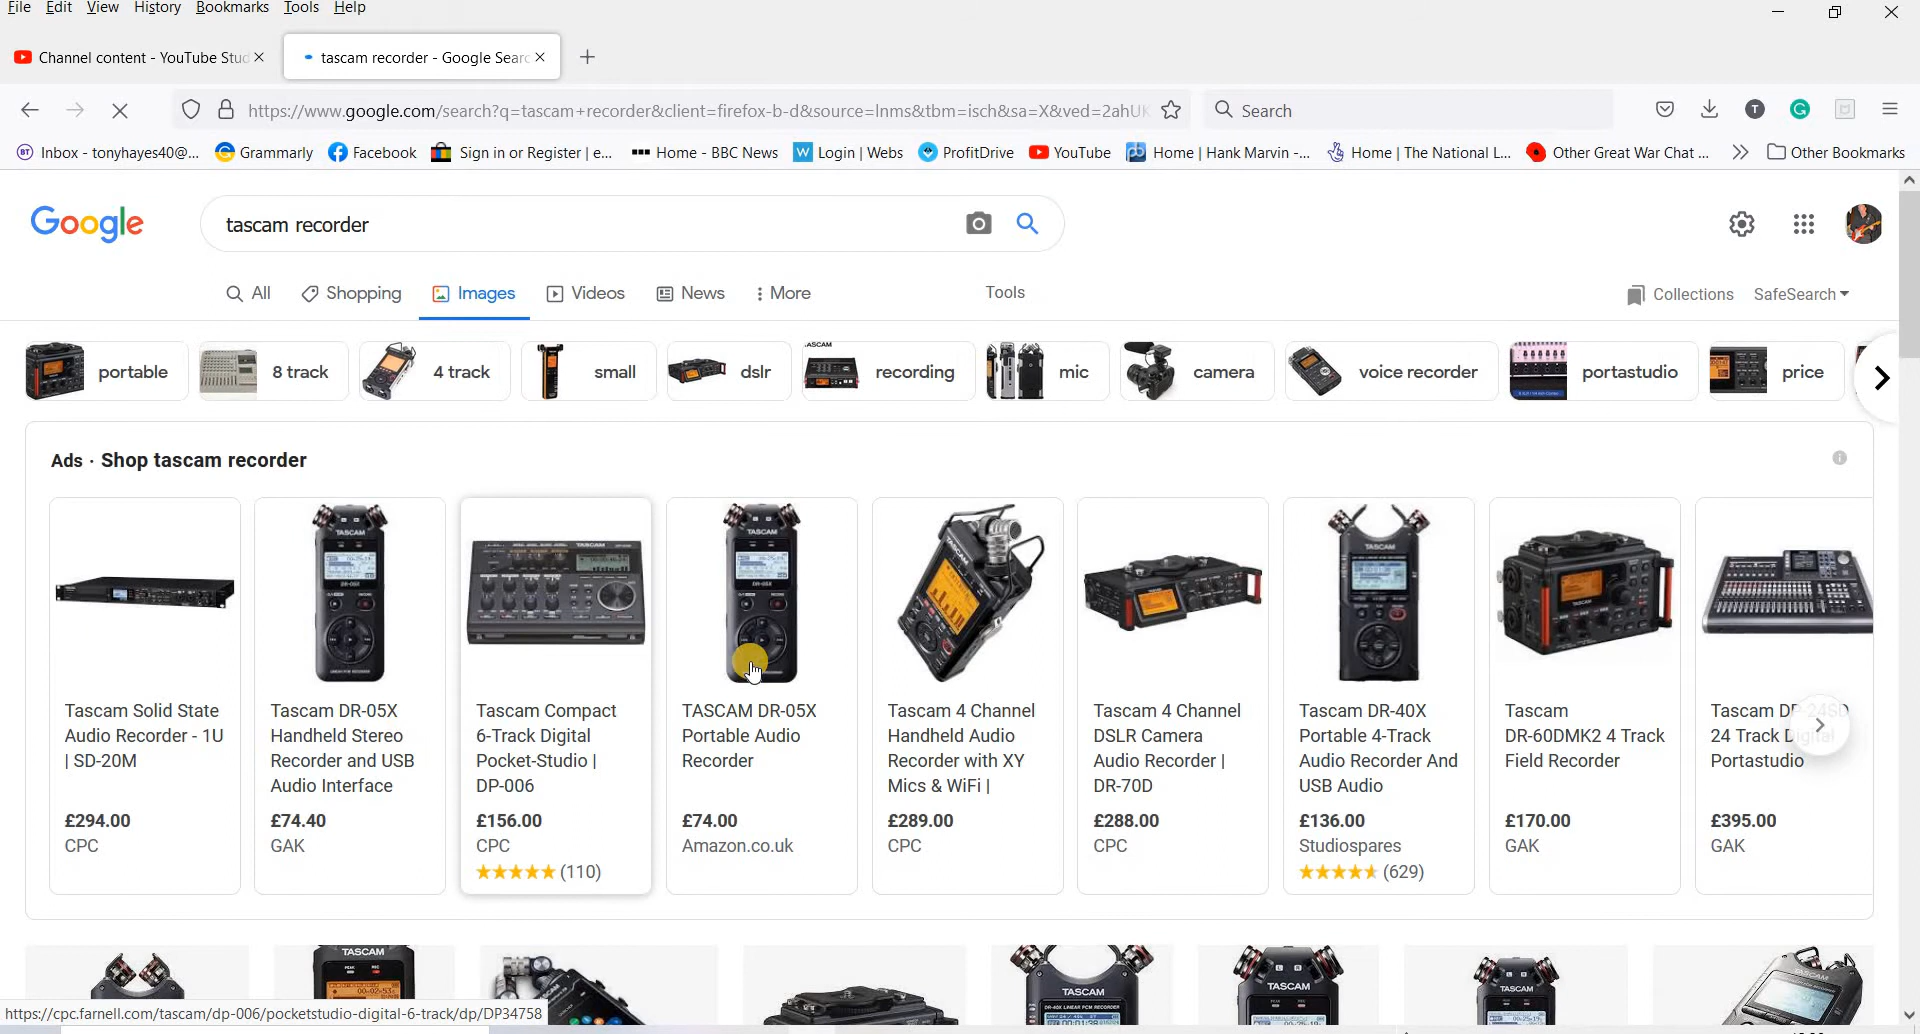 File Edit View History Bookmarks Tools Help
Channel content - YouTube Stud
tascam recorder - Google Searc
https://www.google.com/search?q=tascam+recorder&client=firefox-b-d&source=lnms&tbm=isch&sa=X&ved=2ahUK
Search
Inbox - tonyhayes40@... Grammarly Facebook Sign in or Register | e... Home - BBC News Login | Webs ProfitDrive YouTube Home | Hank Marvin -... Home | The National L... Other Great War Chat ... Other Bookmarks
Google
tascam recorder
All Shopping Images Videos News More Tools Collections SafeSearch
portable 8 track 4 track small dslr recording mic camera voice recorder portastudio price
Ads · Shop tascam recorder
Tascam Solid State
Audio Recorder - 1U
| SD-20M
£294.00
CPC
Tascam DR-05X
Handheld Stereo
Recorder and USB
Audio Interface
£74.40
GAK
Tascam Compact
6-Track Digital
Pocket-Studio |
DP-006
£156.00
CPC
(110)
TASCAM DR-05X
Portable Audio
Recorder
£74.00
Amazon.co.uk
Tascam 4 Channel
Handheld Audio
Recorder with XY
Mics & WiFi |
£289.00
CPC
Tascam 4 Channel
DSLR Camera
Audio Recorder |
DR-70D
£288.00
CPC
Tascam DR-40X
Portable 4-Track
Audio Recorder And
USB Audio
£136.00
Studiospares
(629)
Tascam
DR-60DMK2 4 Track
Field Recorder
£170.00
GAK
Tascam DP-24SD
24 Track Digital
Portastudio
£395.00
GAK
TASCAM
TASCAM
TASCAM
TASCAM
https://cpc.farnell.com/tascam/dp-006/pocketstudio-digital-6-track/dp/DP34758